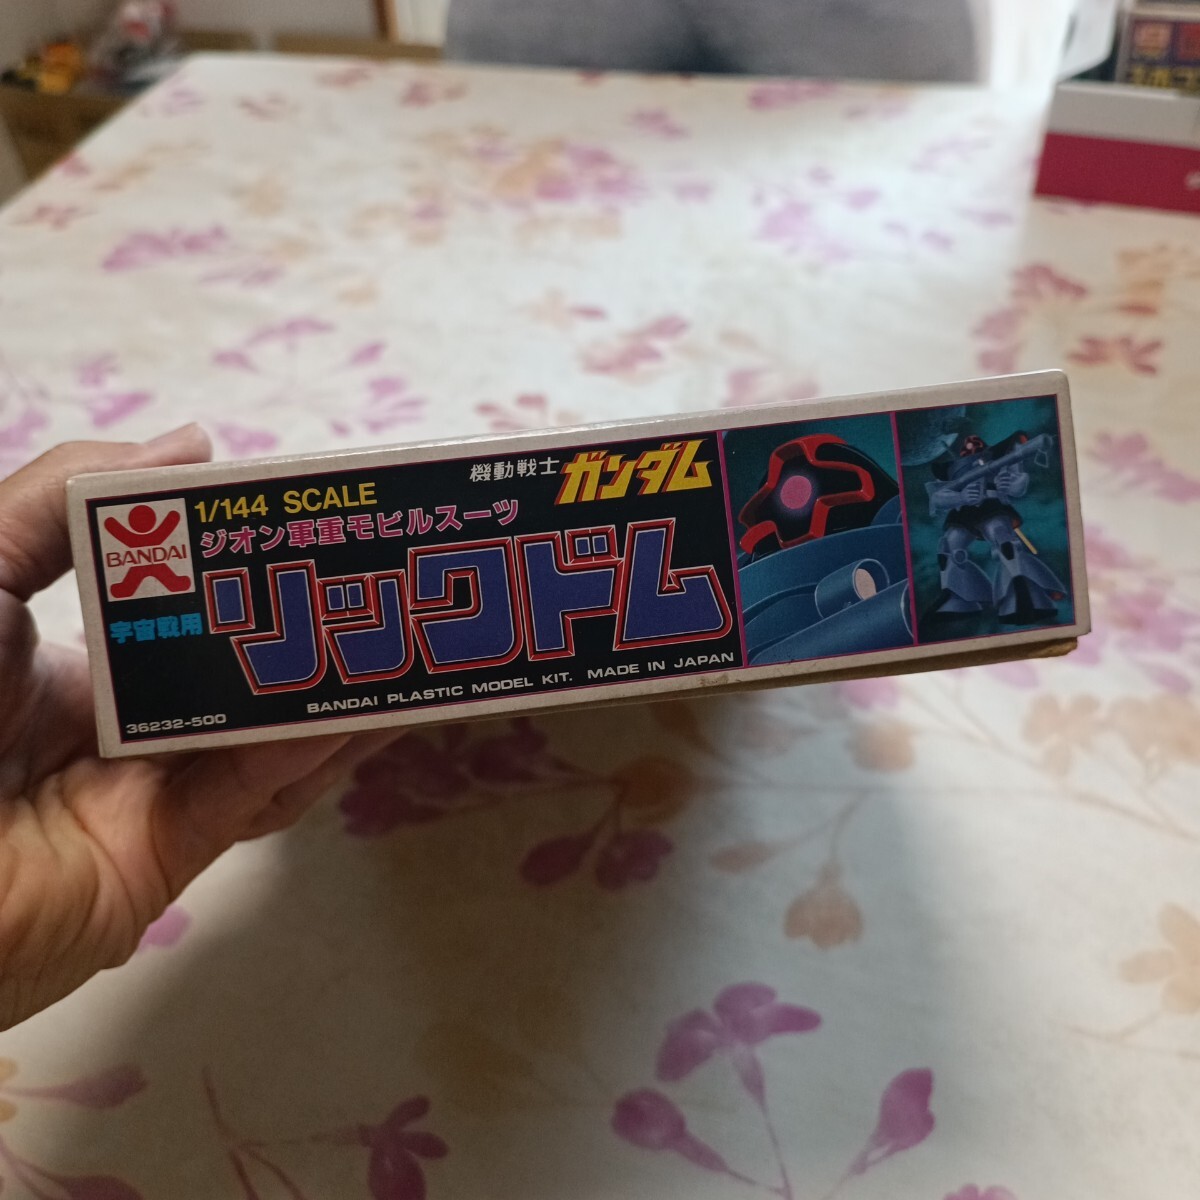 1/144 SCALE
機動戦士 ガンダム
ジオン軍重モビルスーツ
BANDAI
宇宙戦用
リックドム
BANDAI PLASTIC MODEL KIT. MADE IN JAPAN
36232-500